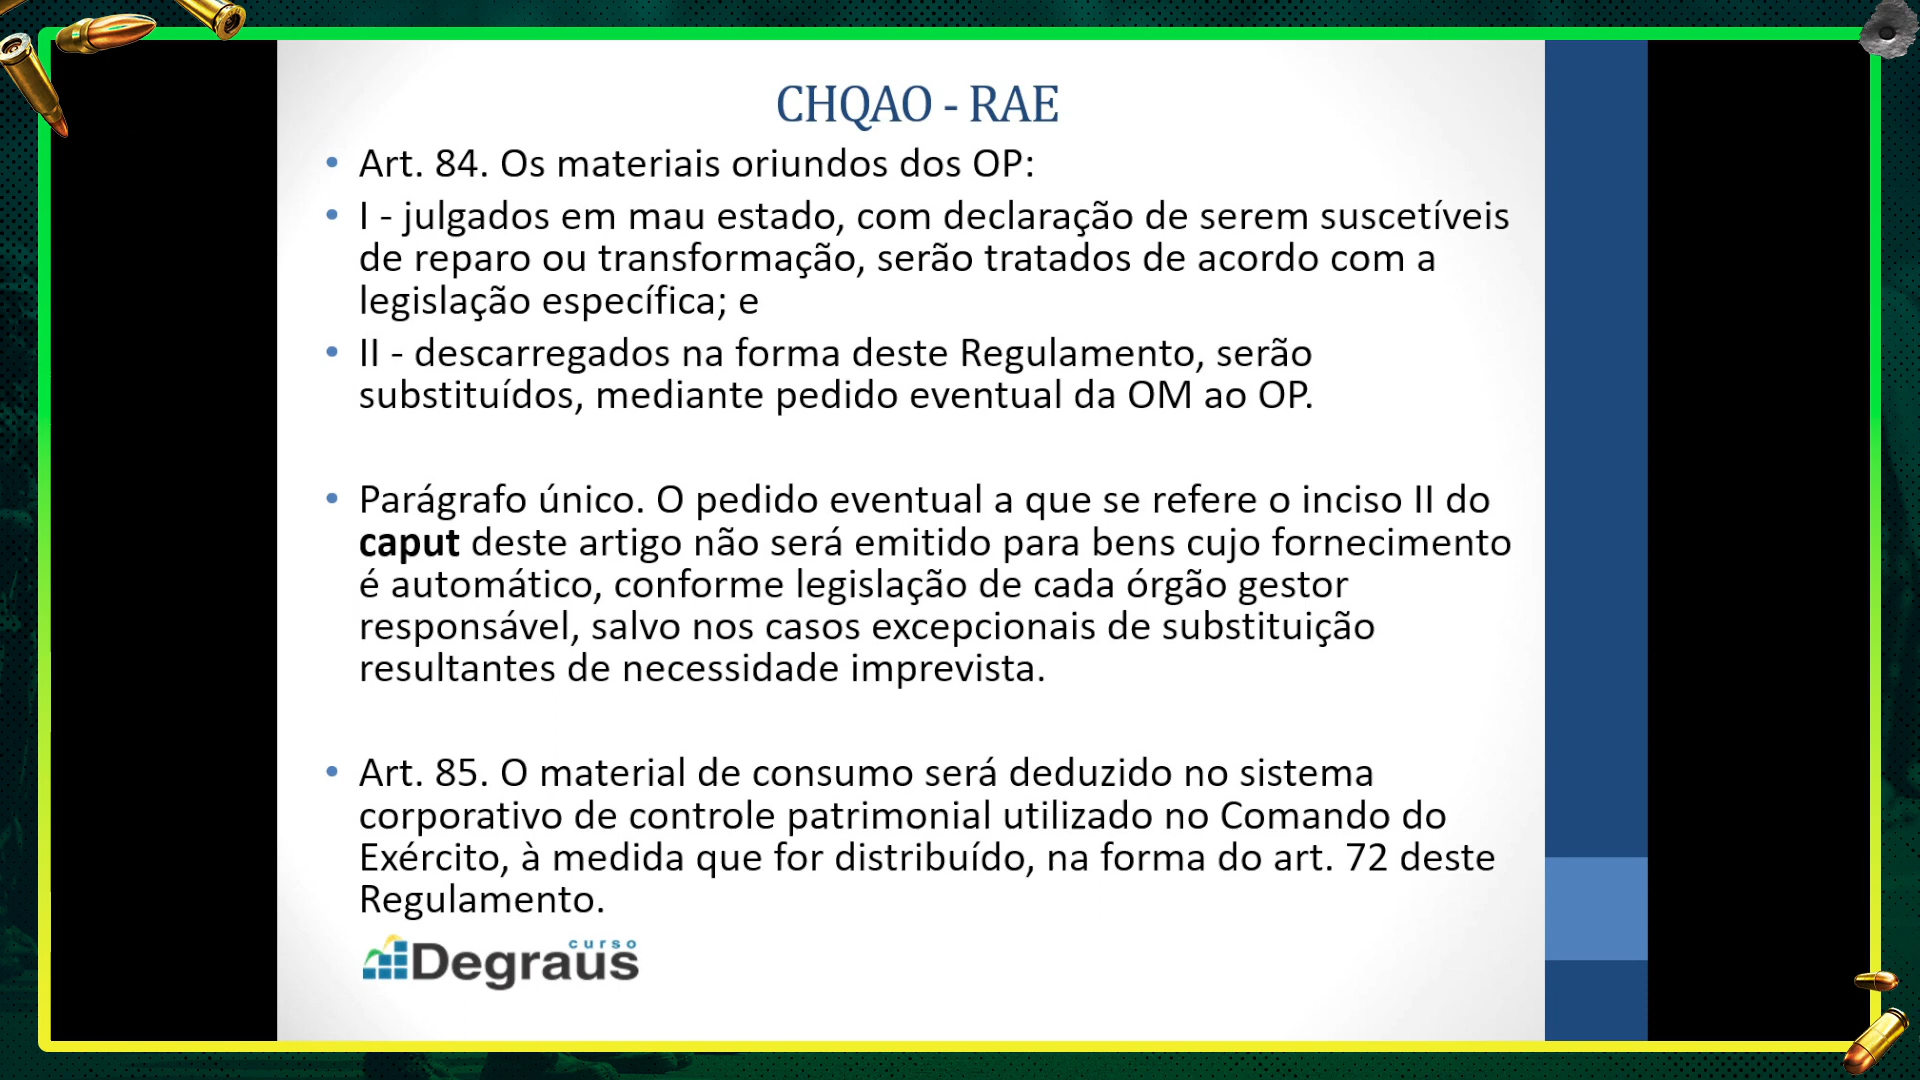 CHQAO - RAE
• Art. 84. Os materiais oriundos dos OP:
• I - julgados em mau estado, com declaração de serem suscetíveis
de reparo ou transformação, serão tratados de acordo com a
legislação específica; e
• II - descarregados na forma deste Regulamento, serão
substituídos, mediante pedido eventual da OM ao OP.
• Parágrafo único. O pedido eventual a que se refere o inciso II do
caput deste artigo não será emitido para bens cujo fornecimento
é automático, conforme legislação de cada órgão gestor
responsável, salvo nos casos excepcionais de substituição
resultantes de necessidade imprevista.
• Art. 85. O material de consumo será deduzido no sistema
corporativo de controle patrimonial utilizado no Comando do
Exército, à medida que for distribuído, na forma do art. 72 deste
Regulamento.
curso
Degraus